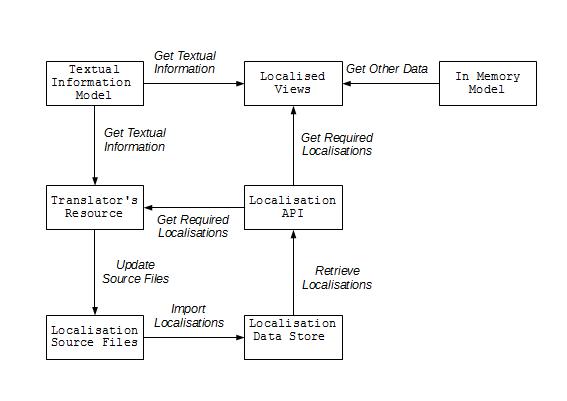 Get Textual
Information
Textual
Information
Model
Localised
Views
Get Other Data
In Memory
Model
Get Textual
Information
Get Required
Localisations
Translator's
Resource
Localisation
API
Get Required
Localisations
Update
Source Files
Retrieve
Localisations
Import
Localisations
Localisation
Source Files
Localisation
Data Store